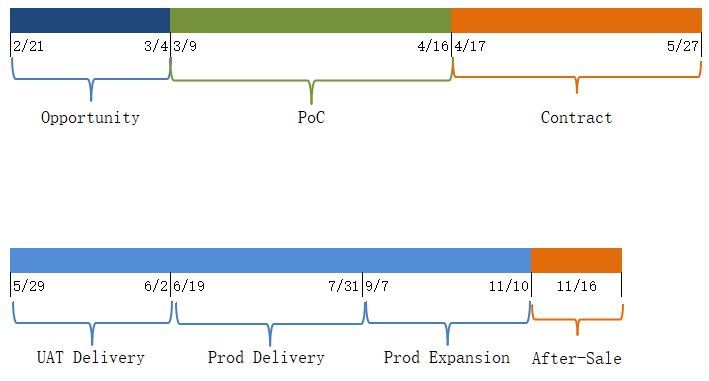 2/21 3/4 3/9 4/16 4/17 5/27
Opportunity PoC Contract
5/29 6/2 6/19 7/31 9/7 11/10 11/16
UAT Delivery Prod Delivery Prod Expansion After-Sale